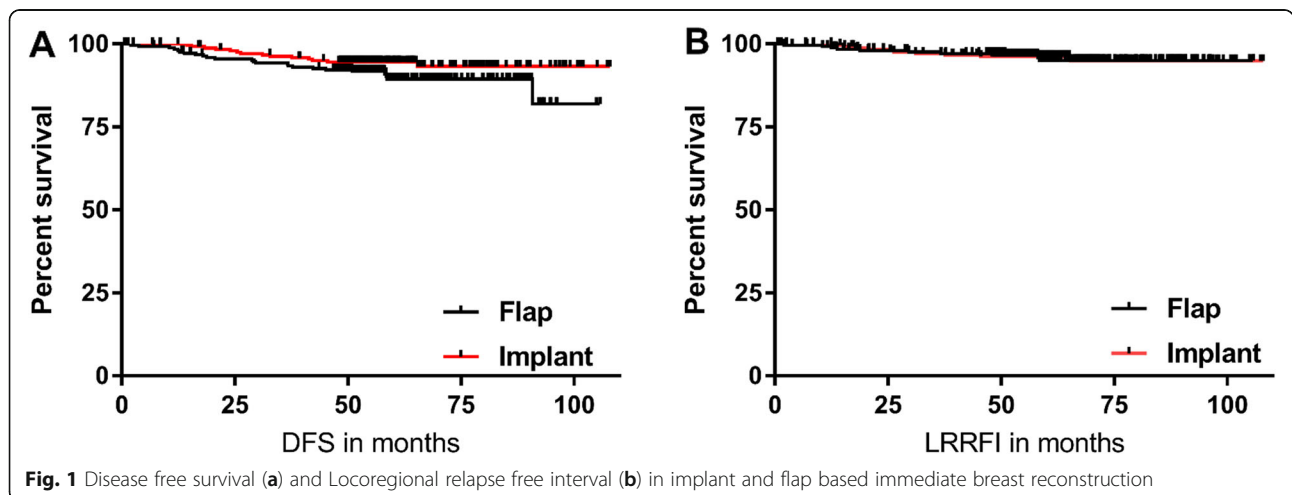 A
Percent survival
100
75
50
25
0
0 25 50 75 100
DFS in months
Flap
Implant
B
Percent survival
100
75
50
25
0
0 25 50 75 100
LRRFI in months
Flap
Implant
Fig. 1 Disease free survival (a) and Locoregional relapse free interval (b) in implant and flap based immediate breast reconstruction